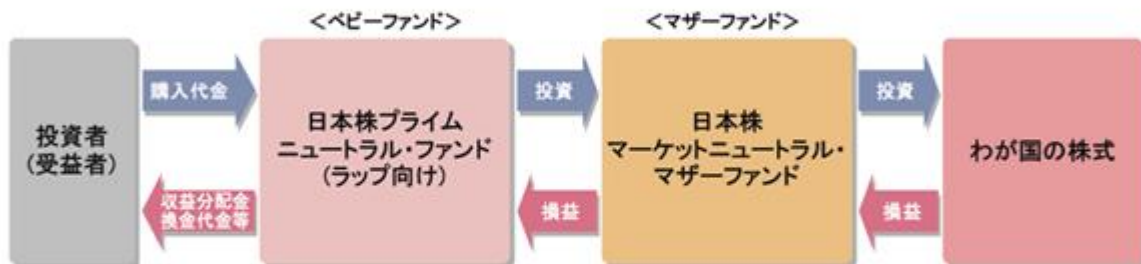 ＜ベビーファンド＞
＜マザーファンド＞
投資者
(受益者)
購入代金
収益分配金
換金代金等
日本株プライム
ニュートラル・ファンド
(ラップ向け)
投資
損益
日本株
マーケットニュートラル・
マザーファンド
投資
損益
わが国の株式